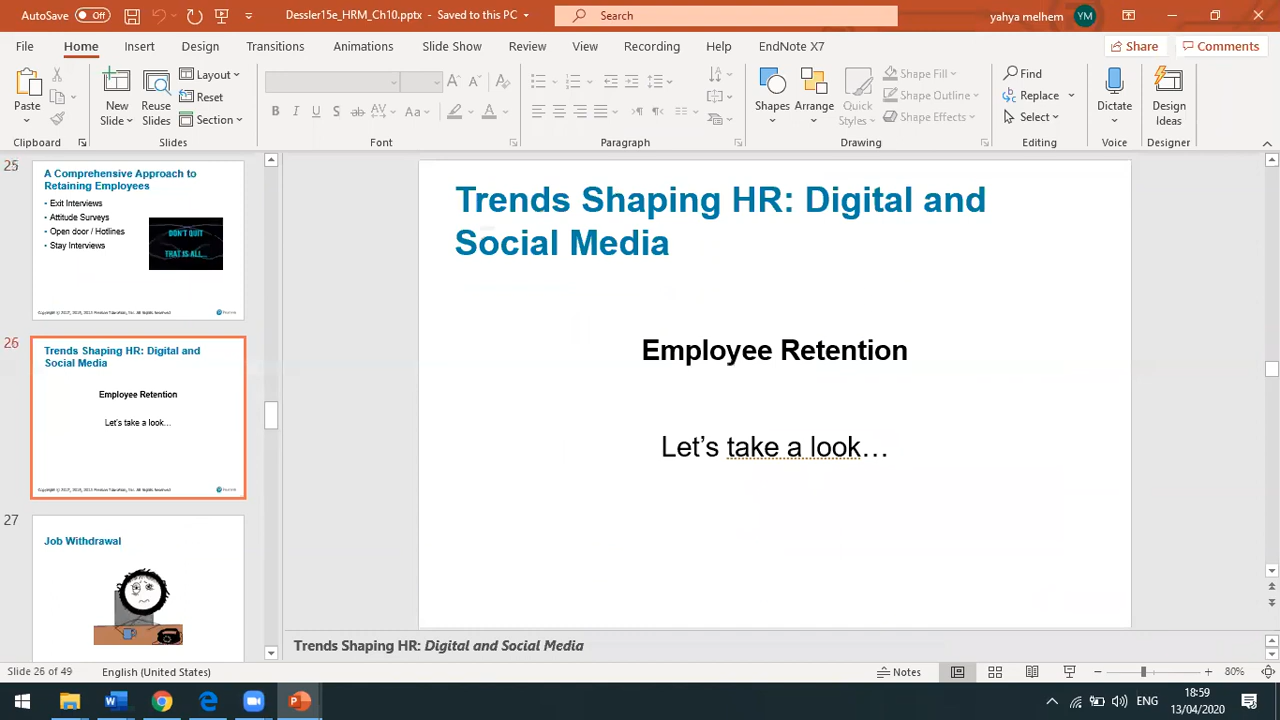 AutoSave Off Dessler15e_HRM_Ch10.pptx - Saved to this PC Search yahya melhem YM
File Home Insert Design Transitions Animations Slide Show Review View Recording Help EndNote X7 Share Comments
Paste
Clipboard
New
Slide
Reuse
Slides
Layout
Reset
Section
Slides
B I U S ab AV Aa A
Font
Paragraph
Shapes
Arrange
Quick
Styles
Shape Fill
Shape Outline
Shape Effects
Drawing
Find
Replace
Select
Editing
Dictate
Voice
Design
Ideas
Designer
25
A Comprehensive Approach to
Retaining Employees
• Exit Interviews
• Attitude Surveys
• Open door / Hotlines
• Stay Interviews
DON'T QUIT
THAT IS ALL...
26
Trends Shaping HR: Digital and
Social Media
Employee Retention
Let's take a look…
27
Job Withdrawal
Trends Shaping HR: Digital and
Social Media
Employee Retention
Let’s take a look…
Trends Shaping HR: Digital and Social Media
Slide 26 of 49 English (United States) Notes 80%
ENG
18:59
13/04/2020